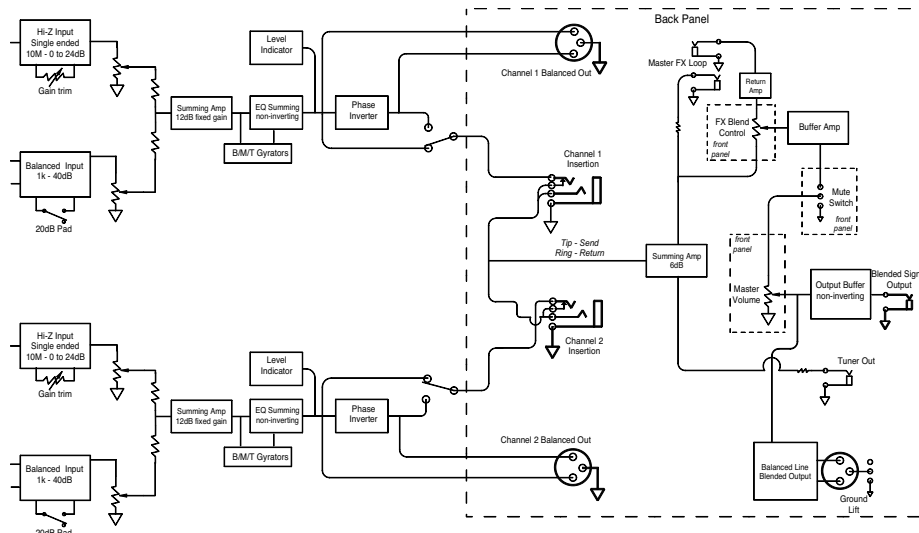 Back Panel
Hi-Z Input
Single ended
10M - 0 to 24dB
Gain trim
Level
Indicator
Summing Amp
12dB fixed gain
EQ Summing
non-inverting
Phase
Inverter
B/M/T Gyrators
Balanced Input
1k - 40dB
20dB Pad
Channel 1 Balanced Out
Channel 1
Insertion
Tip - Send
Ring - Return
Master FX Loop
Return
Amp
FX Blend
Control
front
panel
Buffer Amp
Mute
Switch
front
panel
Summing Amp
6dB
front
panel
Master
Volume
Output Buffer
non-inverting
Blended Sign
Output
Tuner Out
Channel 2
Insertion
Hi-Z Input
Single ended
10M - 0 to 24dB
Gain trim
Level
Indicator
Summing Amp
12dB fixed gain
EQ Summing
non-inverting
Phase
Inverter
B/M/T Gyrators
Balanced Input
1k - 40dB
20dB Pad
Channel 2 Balanced Out
Balanced Line
Blended Output
Ground
Lift